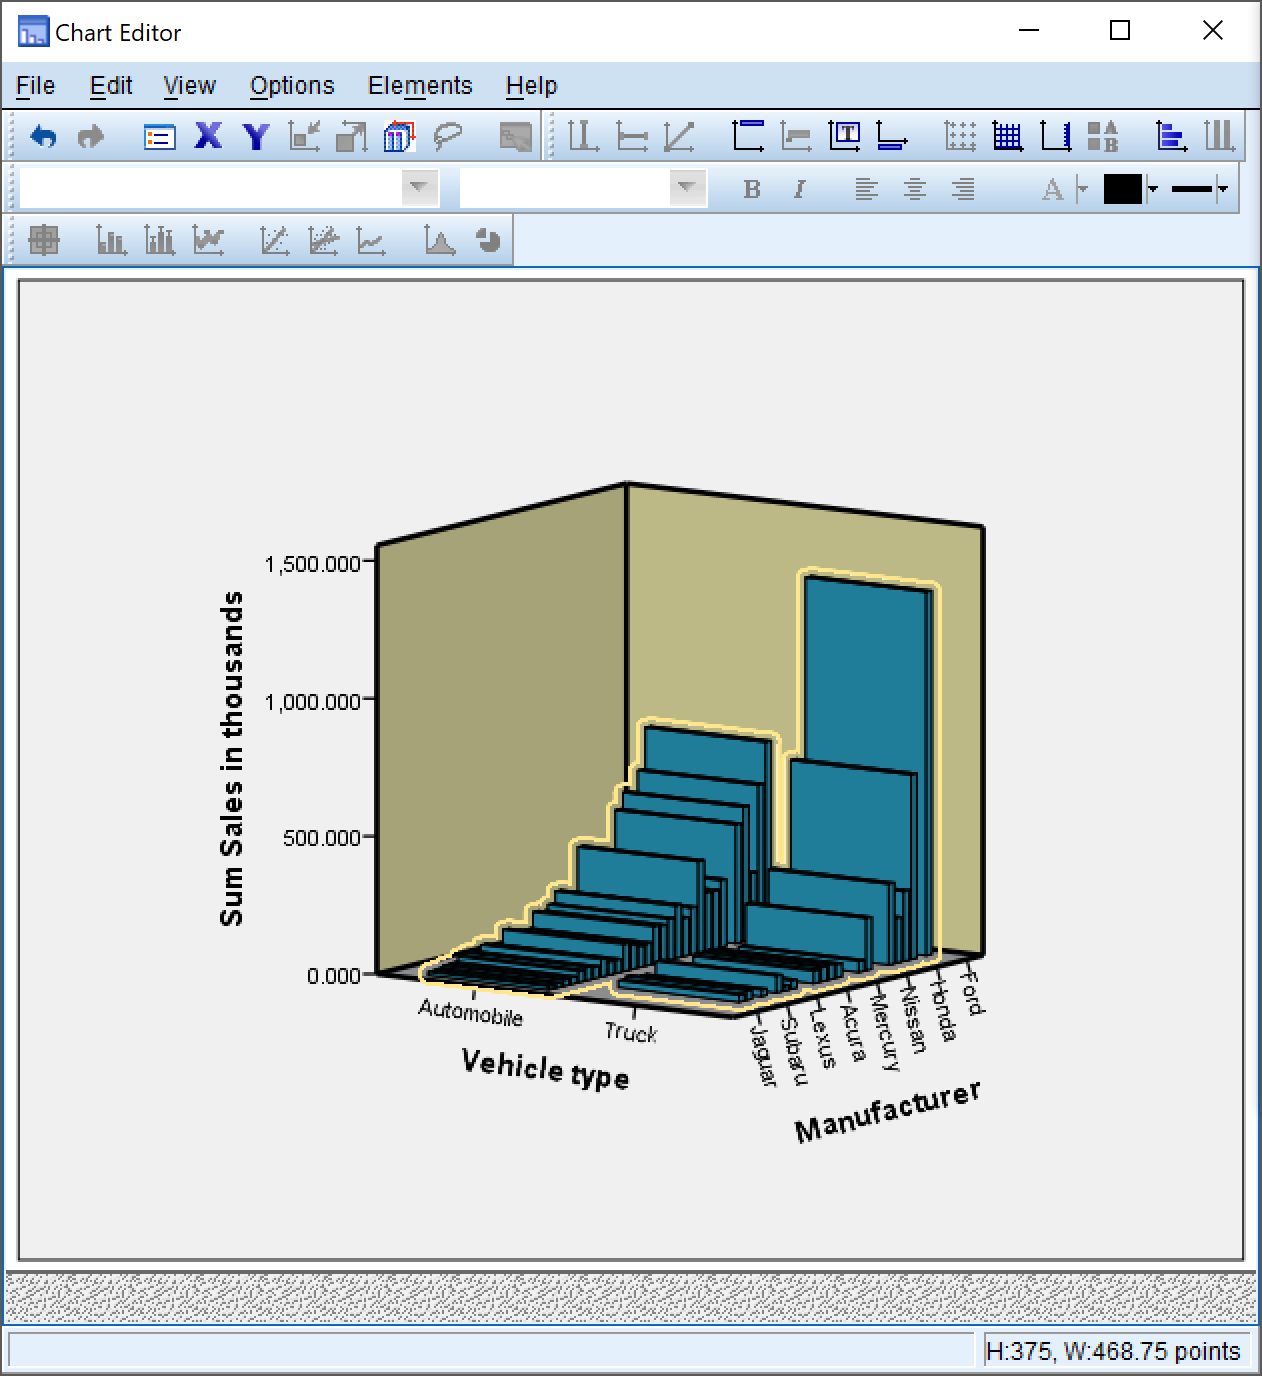 Chart Editor
File Edit View Options Elements Help
X Y T A B
B I A
1,500.000
1,000.000
500.000
0.000
Sum Sales in thousands
Automobile
Truck
Vehicle type
Jaguar
Subaru
Lexus
Acura
Mercury
Nissan
Honda
Ford
Manufacturer
H:375, W:468.75 points